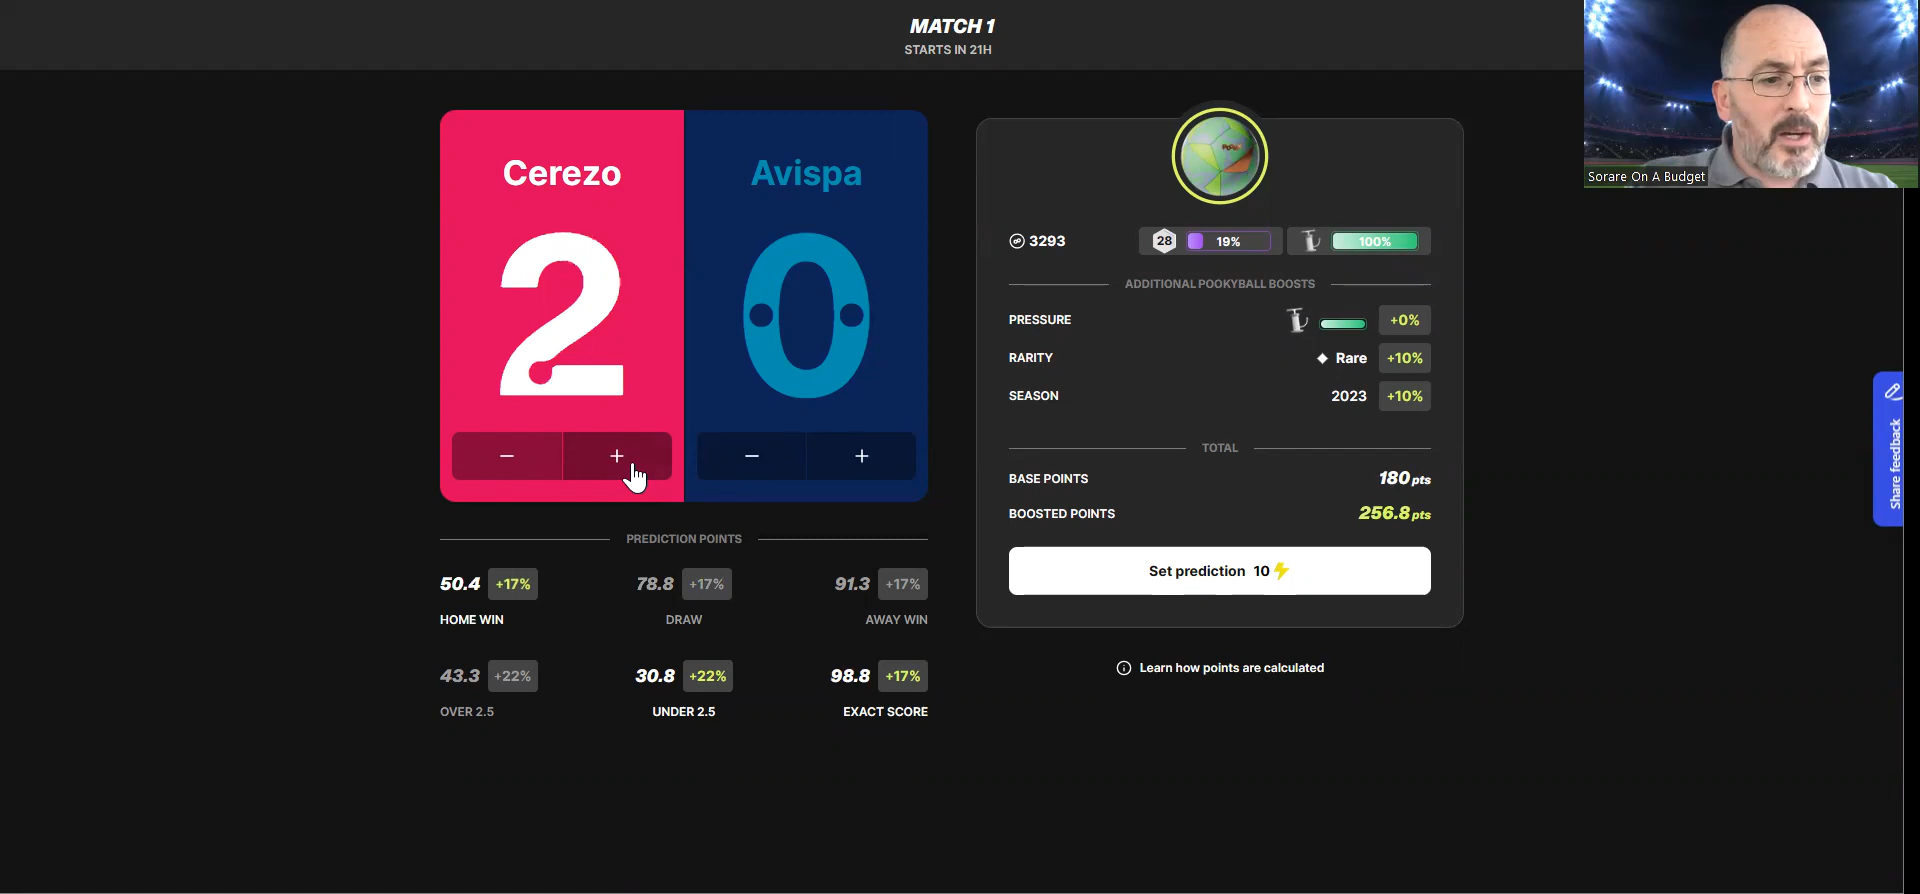 MATCH 1
STARTS IN 21H
Sorare On A Budget
Cerezo
Avispa
2
0
− +
− +
PREDICTION POINTS
50.4 +17%
HOME WIN
78.8 +17%
DRAW
91.3 +17%
AWAY WIN
43.3 +22%
OVER 2.5
30.8 +22%
UNDER 2.5
98.8 +17%
EXACT SCORE
3293
28 19%
100%
ADDITIONAL POOKYBALL BOOSTS
PRESSURE +0%
RARITY Rare +10%
SEASON 2023 +10%
TOTAL
BASE POINTS 180 pts
BOOSTED POINTS 256.8 pts
Set prediction 10
Learn how points are calculated
Share feedback